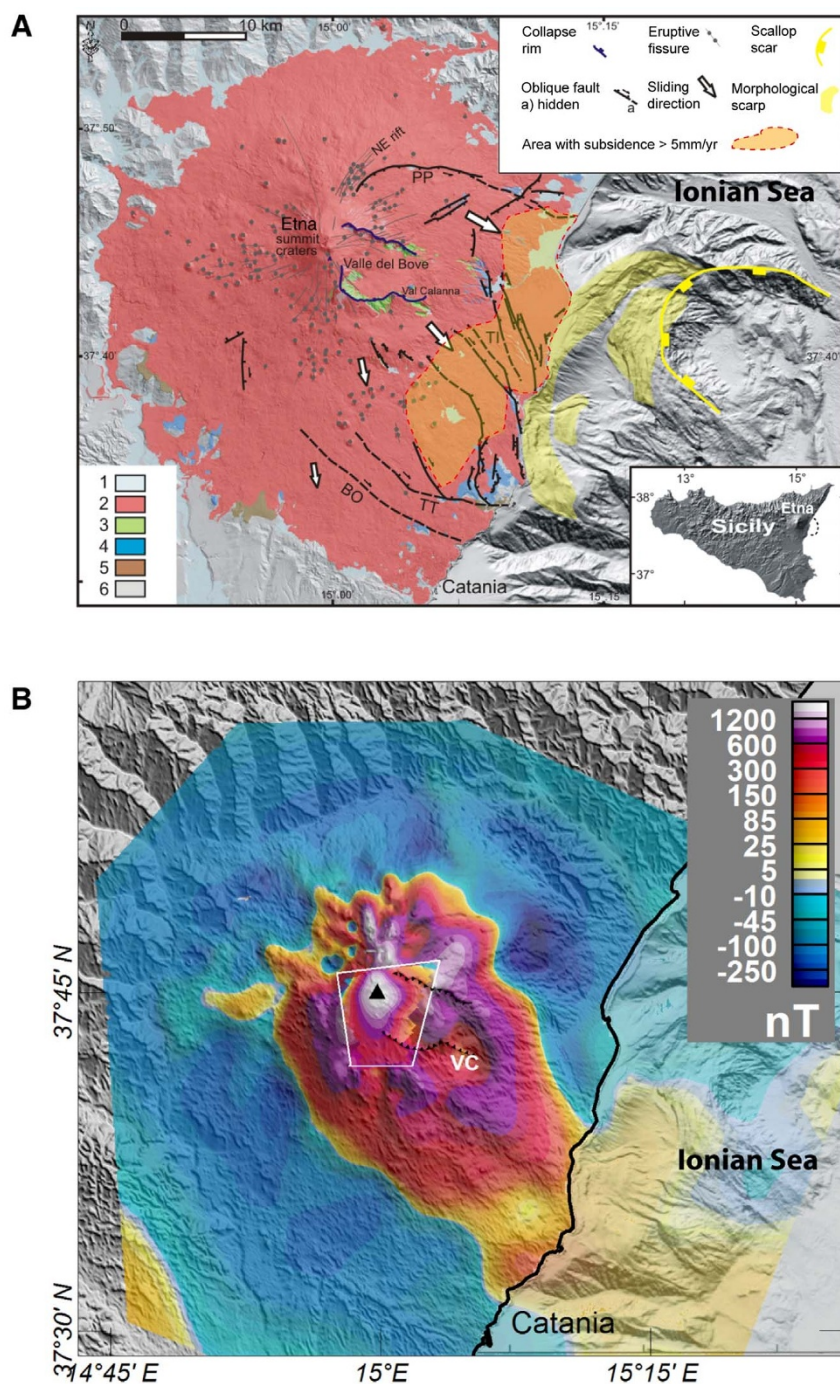 A
0 10 km
N
15°.15'
Collapse rim
Eruptive fissure
Scallop scar
Oblique fault
a) hidden
a
Sliding direction
Morphological scarp
Area with subsidence > 5mm/yr
37°.50'
NE rift
PP
Ionian Sea
Etna
summit craters
Valle del Bove
Val Calanna
37°.40'
37°.40'
TI
BO
TT
1
2
3
4
5
6
15°.00'
Catania
15°.15'
13°
15°
38°
37°
Etna
Sicily
B
1200
600
300
150
85
25
5
-10
-45
-100
-250
nT
37°45' N
VC
Ionian Sea
37°30' N
Catania
14°45' E
15°E
15°15' E